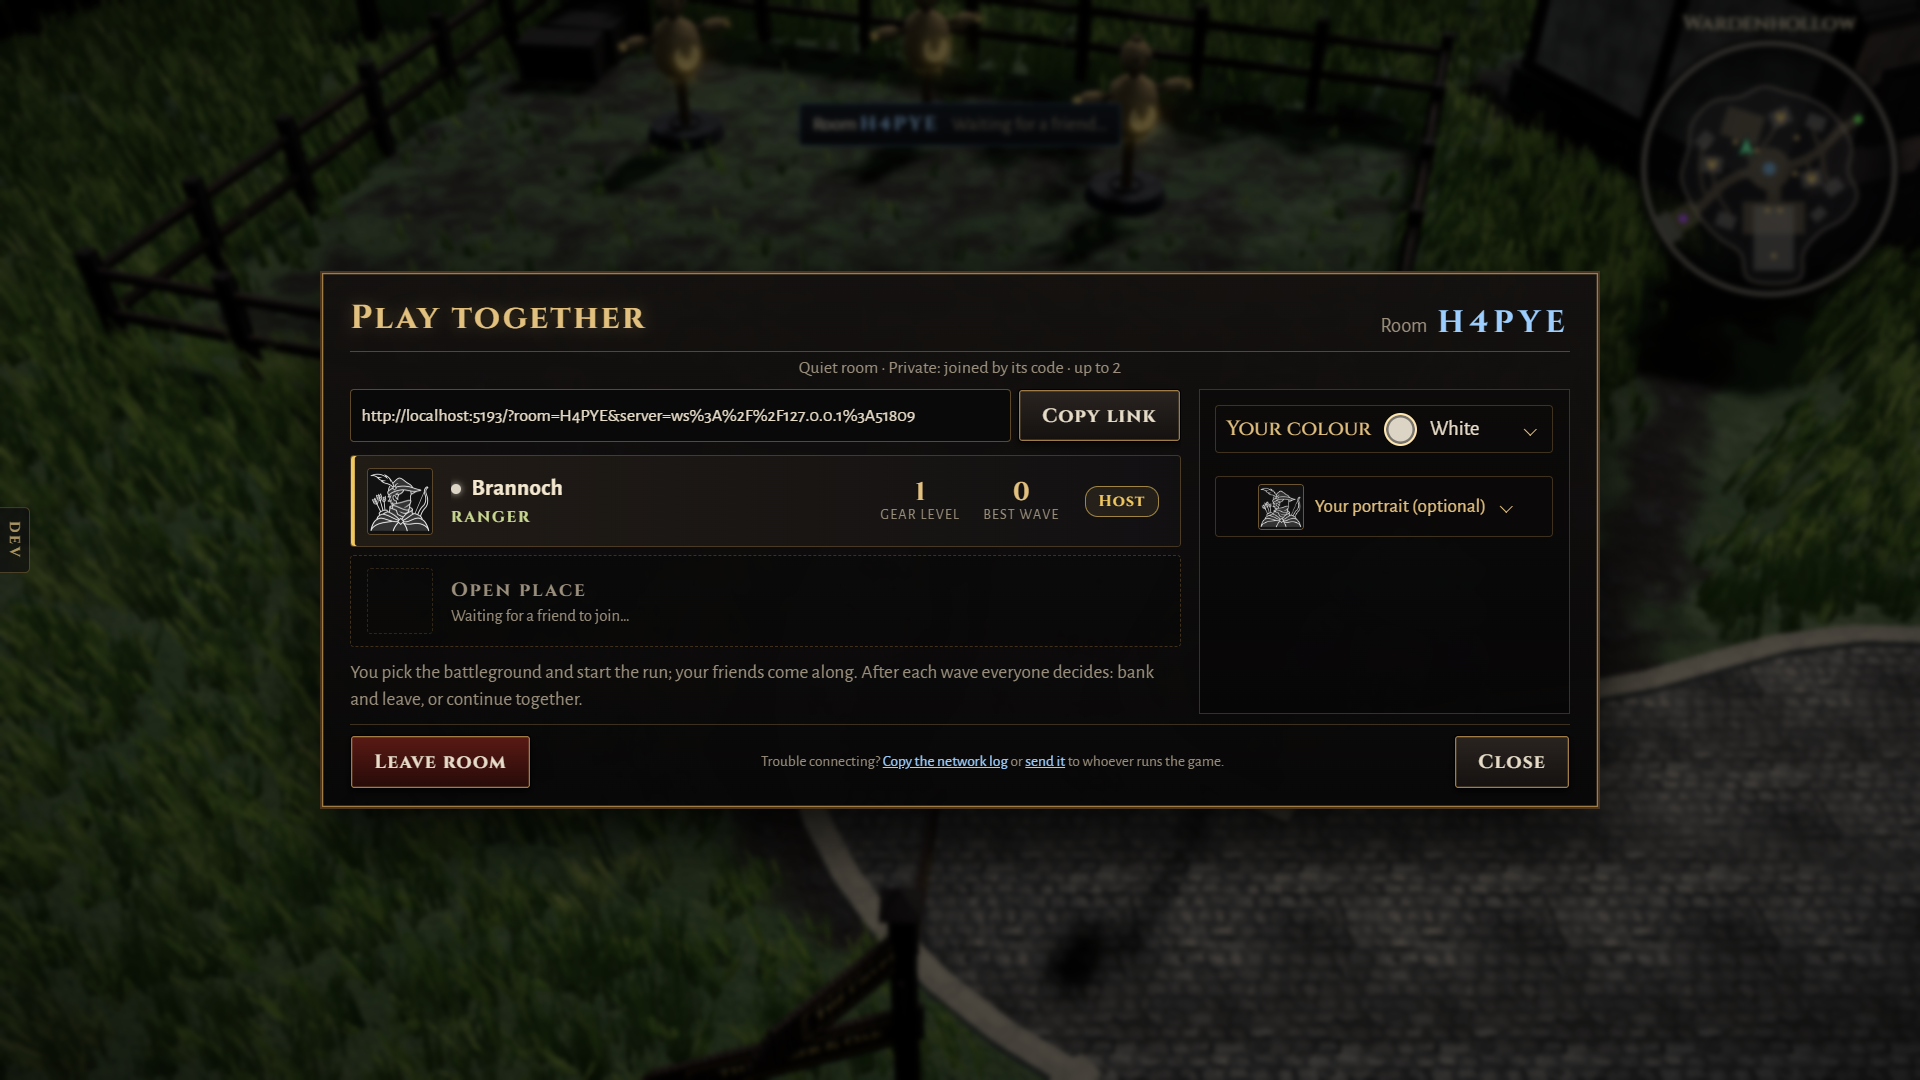 WARDENHOLLOW
Room H4PYE Waiting for a friend...
PLAY TOGETHER
Room H4PYE
Quiet room · Private: joined by its code · up to 2
http://localhost:5193/?room=H4PYE&server=ws%3A%2F%2F127.0.0.1%3A51809
COPY LINK
YOUR COLOUR White
Brannoch
RANGER
1
GEAR LEVEL
0
BEST WAVE
HOST
Your portrait (optional)
DEV
OPEN PLACE
Waiting for a friend to join...
You pick the battleground and start the run; your friends come along. After each wave everyone decides: bank
and leave, or continue together.
LEAVE ROOM
Trouble connecting? Copy the network log or send it to whoever runs the game.
CLOSE